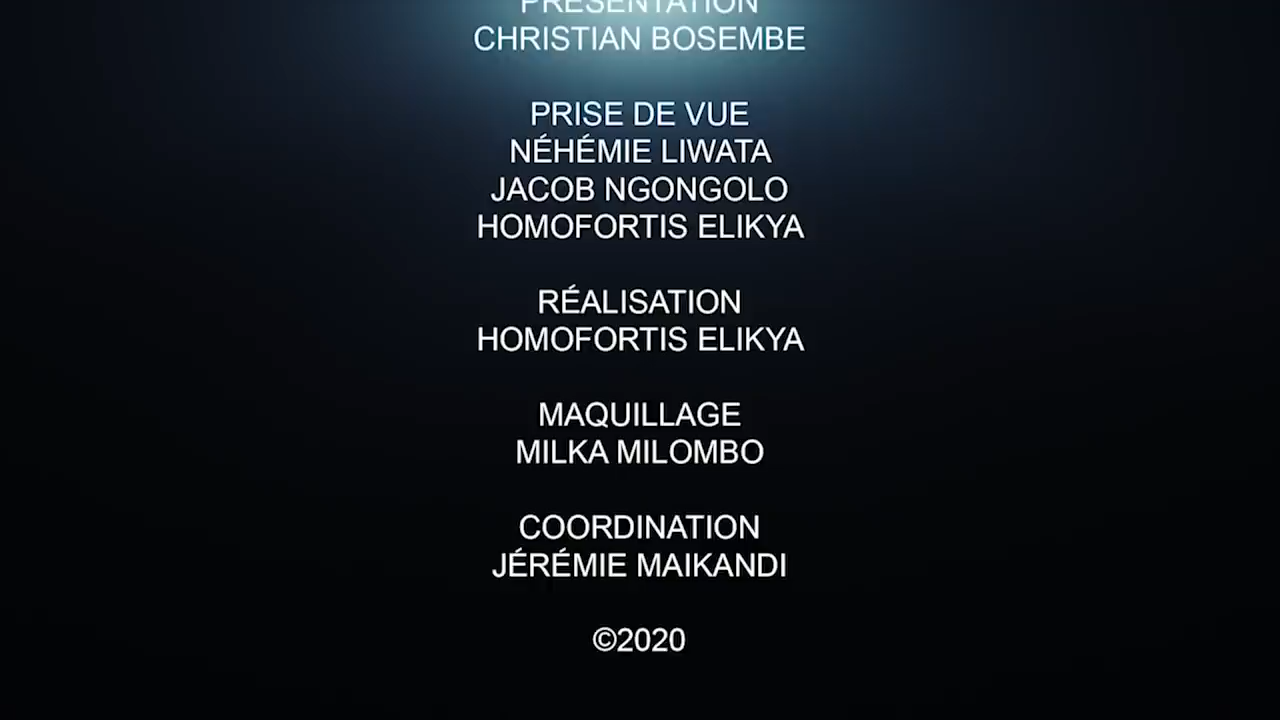 PRÉSENTATION
CHRISTIAN BOSEMBE
PRISE DE VUE
NÉHÉMIE LIWATA
JACOB NGONGOLO
HOMOFORTIS ELIKYA
RÉALISATION
HOMOFORTIS ELIKYA
MAQUILLAGE
MILKA MILOMBO
COORDINATION
JÉRÉMIE MAIKANDI
©2020